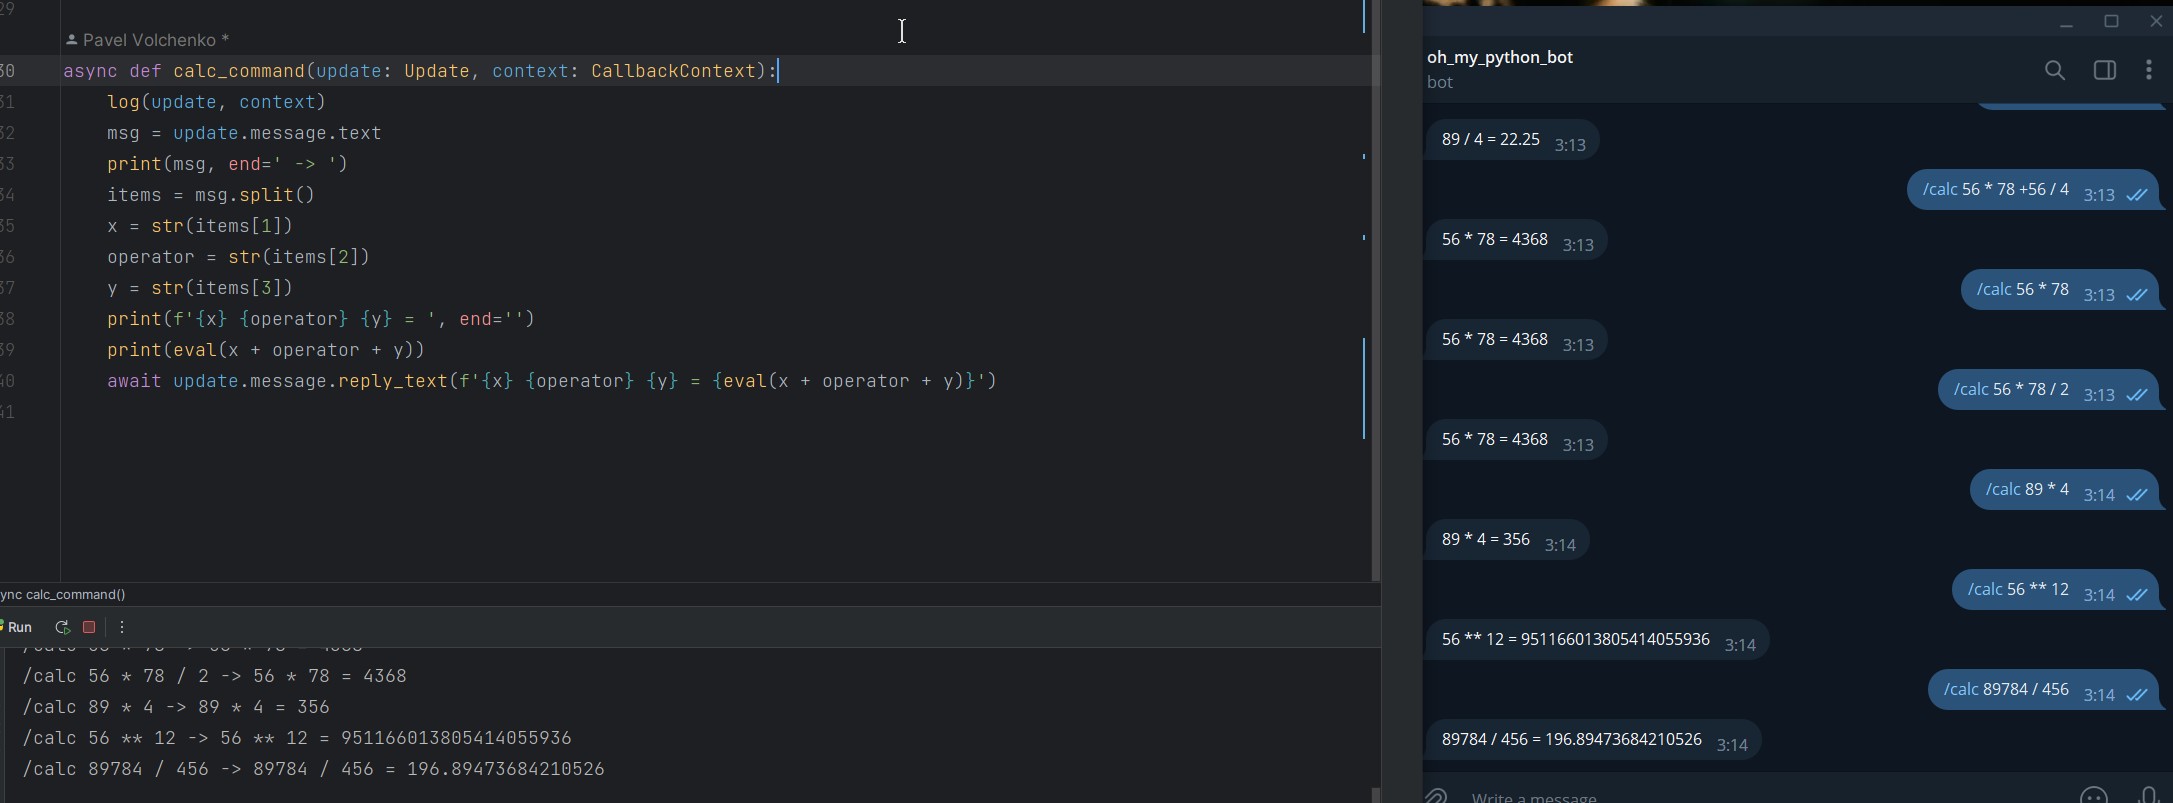 29
Pavel Volchenko *
30 async def calc_command(update: Update, context: CallbackContext):
31 log(update, context)
32 msg = update.message.text
33 print(msg, end=' -> ')
34 items = msg.split()
35 x = str(items[1])
36 operator = str(items[2])
37 y = str(items[3])
38 print(f'{x} {operator} {y} = ', end='')
39 print(eval(x + operator + y))
40 await update.message.reply_text(f'{x} {operator} {y} = {eval(x + operator + y)}')
41
ync calc_command()
Run
/calc 56 * 78 / 2 -> 56 * 78 = 4368
/calc 89 * 4 -> 89 * 4 = 356
/calc 56 ** 12 -> 56 ** 12 = 951166013805414055936
/calc 89784 / 456 -> 89784 / 456 = 196.89473684210526
oh_my_python_bot
bot
89 / 4 = 22.25 3:13
/calc 56 * 78 +56 / 4 3:13
56 * 78 = 4368 3:13
/calc 56 * 78 3:13
56 * 78 = 4368 3:13
/calc 56 * 78 / 2 3:13
56 * 78 = 4368 3:13
/calc 89 * 4 3:14
89 * 4 = 356 3:14
/calc 56 ** 12 3:14
56 ** 12 = 951166013805414055936 3:14
/calc 89784 / 456 3:14
89784 / 456 = 196.89473684210526 3:14
Write a message